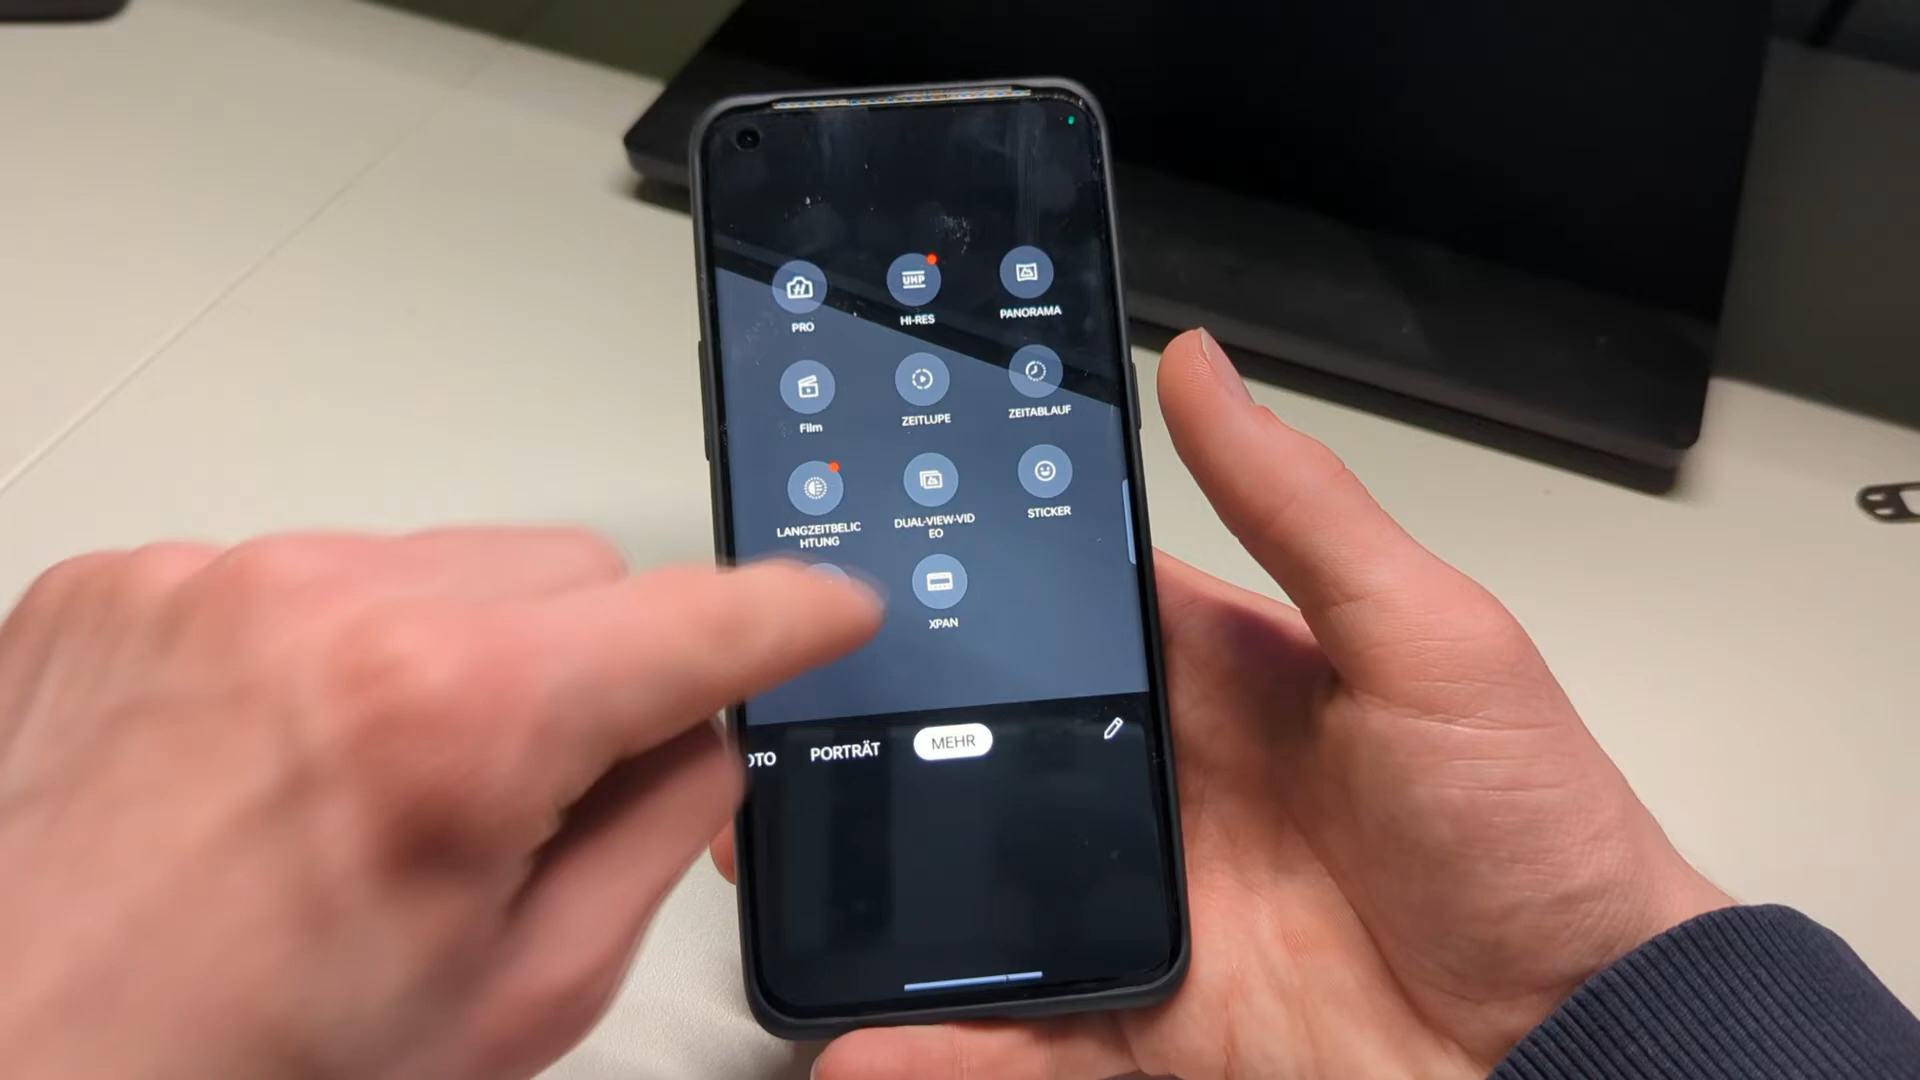 UHP
PRO
HI-RES
PANORAMA
Film
ZEITLUPE
ZEITABLAUF
LANGZEITBELIC
HTUNG
DUAL-VIEW-VID
EO
STICKER
XPAN
OTO
PORTRÄT
MEHR